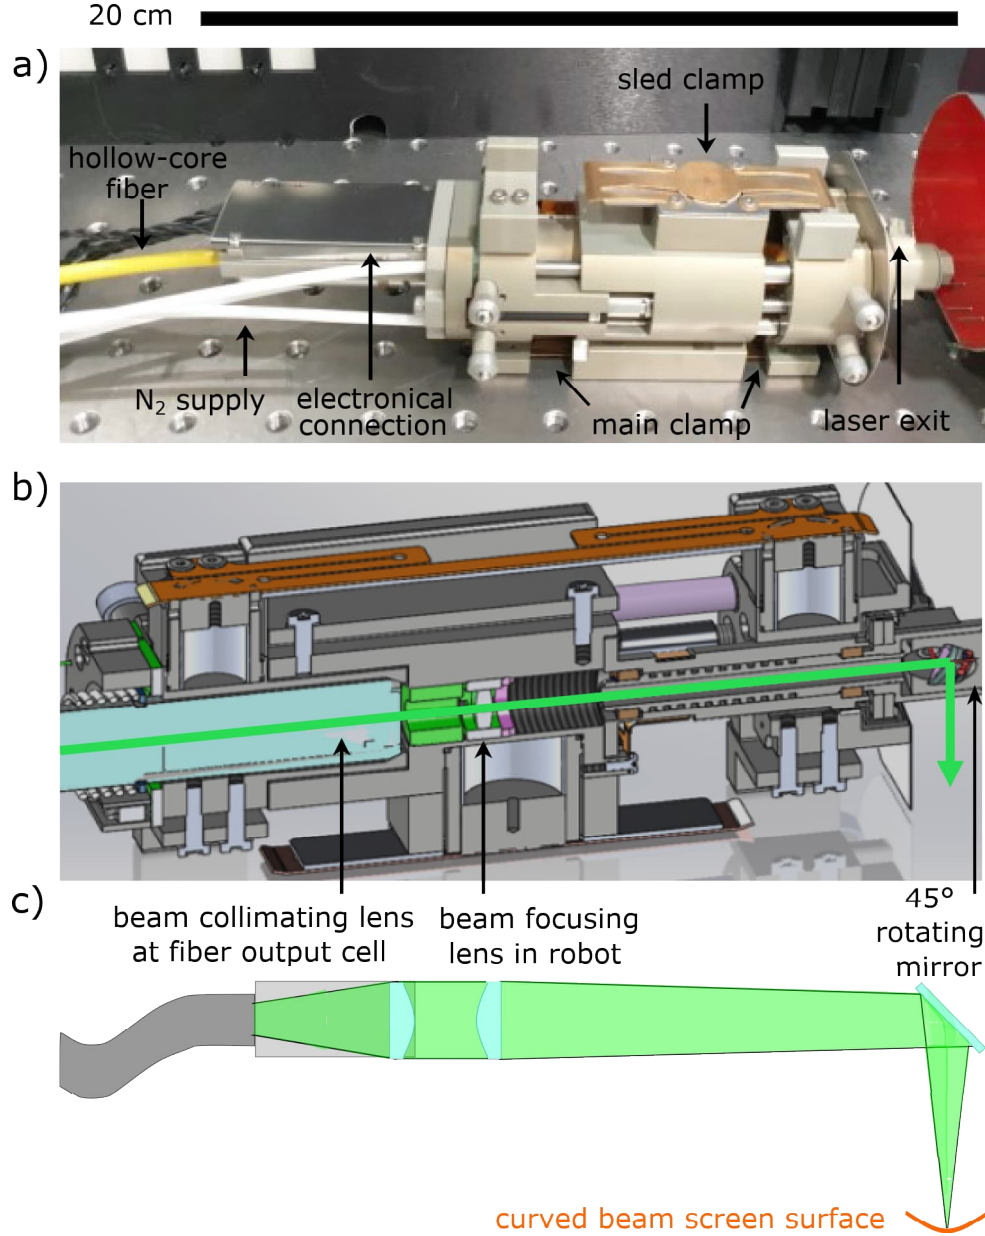 20 cm
a)
sled clamp
hollow-core
fiber
N2 supply
electronical
connection
main clamp
laser exit
b)
c)
beam collimating lens
at fiber output cell
beam focusing
lens in robot
45°
rotating
mirror
curved beam screen surface